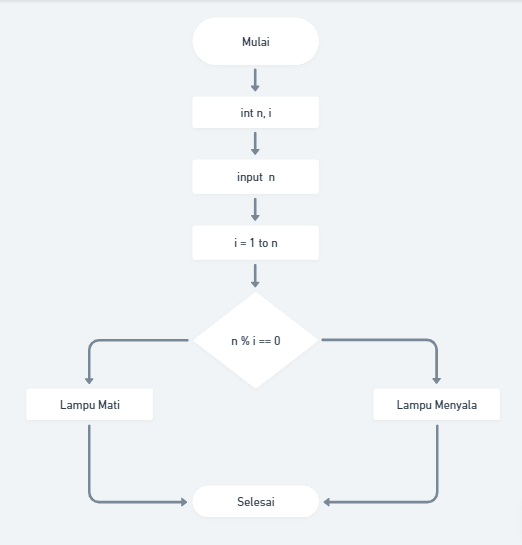 Mulai
int n, i
input n
i = 1 to n
n % i == 0
Lampu Mati
Lampu Menyala
Selesai